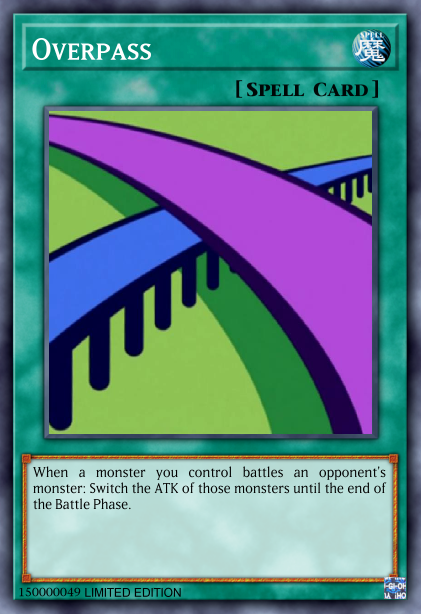 Overpass
[Spell Card]
When a monster you control battles an opponent's
monster: Switch the ATK of those monsters until the end of
the Battle Phase.
150000049 LIMITED EDITION